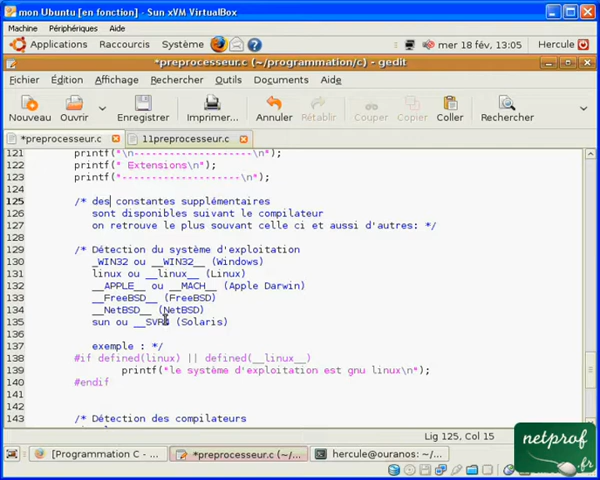 mon Ubuntu [en fonction] - Sun xVM VirtualBox
Machine Périphériques Aide
Applications Raccourcis Système mer 18 fév, 13:05 Hercule
*preprocesseur.c (~/programmation/c) - gedit
Fichier Édition Affichage Rechercher Outils Documents Aide
Nouveau Ouvrir Enregistrer Imprimer... Annuler Rétablir Couper Copier Coller Rechercher
*preprocesseur.c 11preprocesseur.c
121 printf("\n--------------------\n");
122 printf(" Extensions\n");
123 printf("--------------------\n");
124
125 /* des constantes supplémentaires
126 sont disponibles suivant le compilateur
127 on retrouve le plus souvent celle ci et aussi d'autres: */
128
129 /* Détection du système d'exploitation
130 _WIN32 ou __WIN32__ (Windows)
131 linux ou __linux__ (Linux)
132 __APPLE__ ou __MACH__ (Apple Darwin)
133 __FreeBSD__ (FreeBSD)
134 __NetBSD__ (NetBSD)
135 sun ou __SVR4 (Solaris)
136
137 exemple : */
138 #if defined(linux) || defined(__linux__)
139 printf("le système d'exploitation est gnu linux\n");
140 #endif
141
142
143 /* Détection des compilateurs
Lig 125, Col 15 INS
[Programmation C - ... *preprocesseur.c (~/... hercule@ouranos: ~/...
netprof
.fr